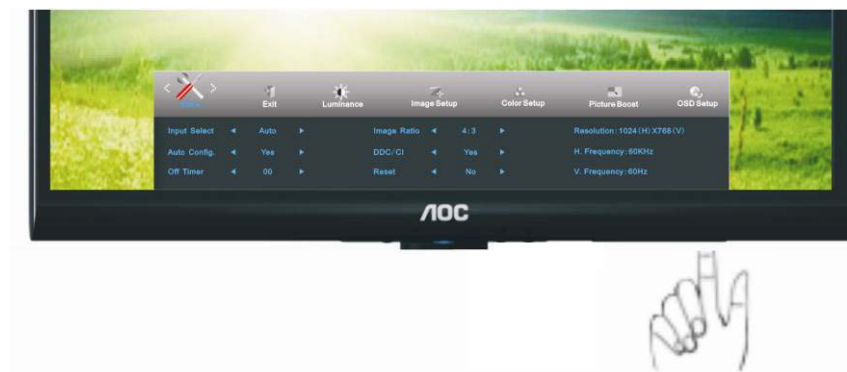 Exit Luminance Image Setup Color Setup Picture Boost OSD Setup
Input Select Auto Image Ratio 4:3 Resolution:1024(H)X768(V)
Auto Config. Yes DDC/CI Yes H. Frequency:60KHz
Off Timer 00 Reset No V. Frequency:60Hz
AOC